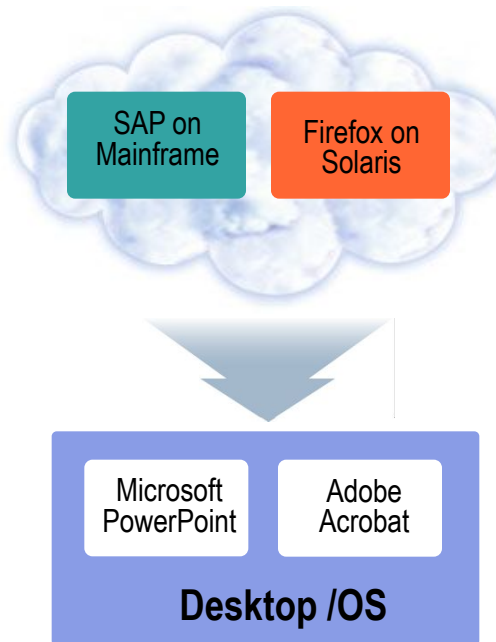 SAP on
Mainframe
Firefox on
Solaris
Microsoft
PowerPoint
Adobe
Acrobat
Desktop /OS